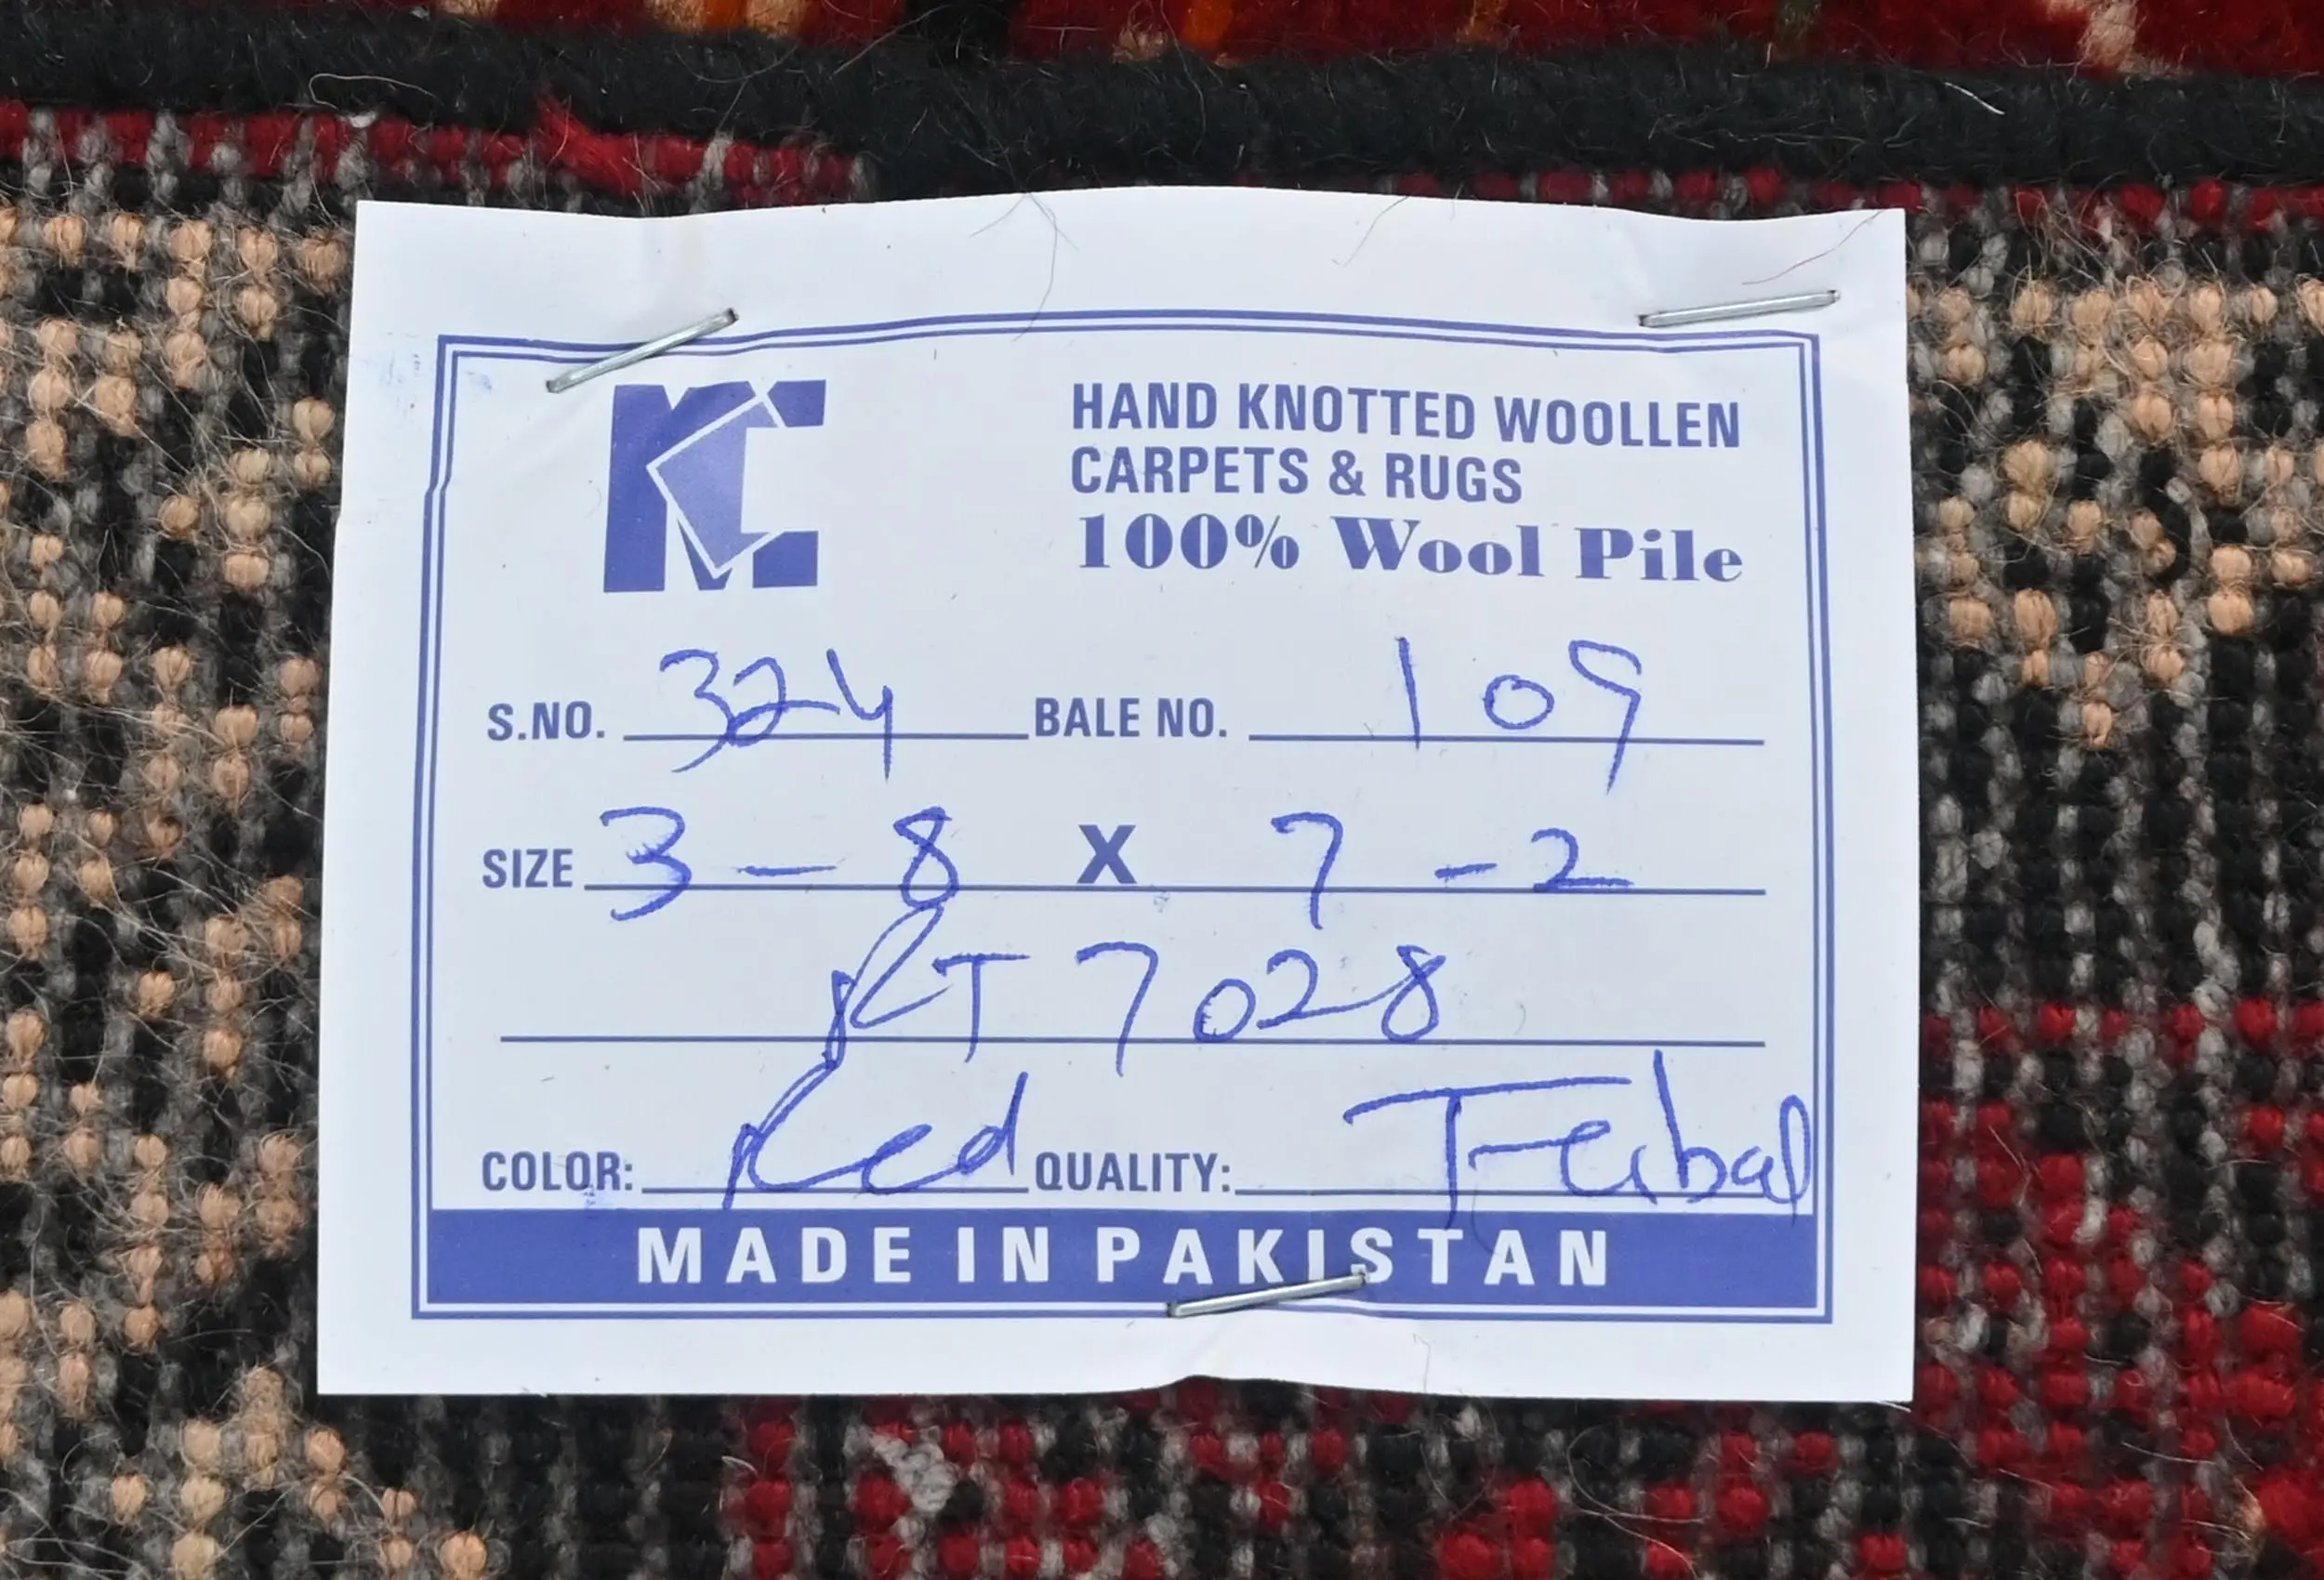 KC
HAND KNOTTED WOOLLEN
CARPETS & RUGS
100% Wool Pile
S.NO. 324 BALE NO. 109
SIZE 3 - 8 X 7 - 2
RT 7028
COLOR: Red QUALITY: Treibal
MADE IN PAKISTAN